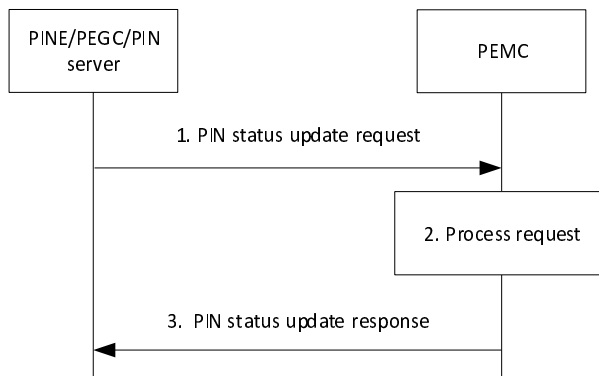 PINE/PEGC/PIN
server
PEMC
1. PIN status update request
2. Process request
3. PIN status update response